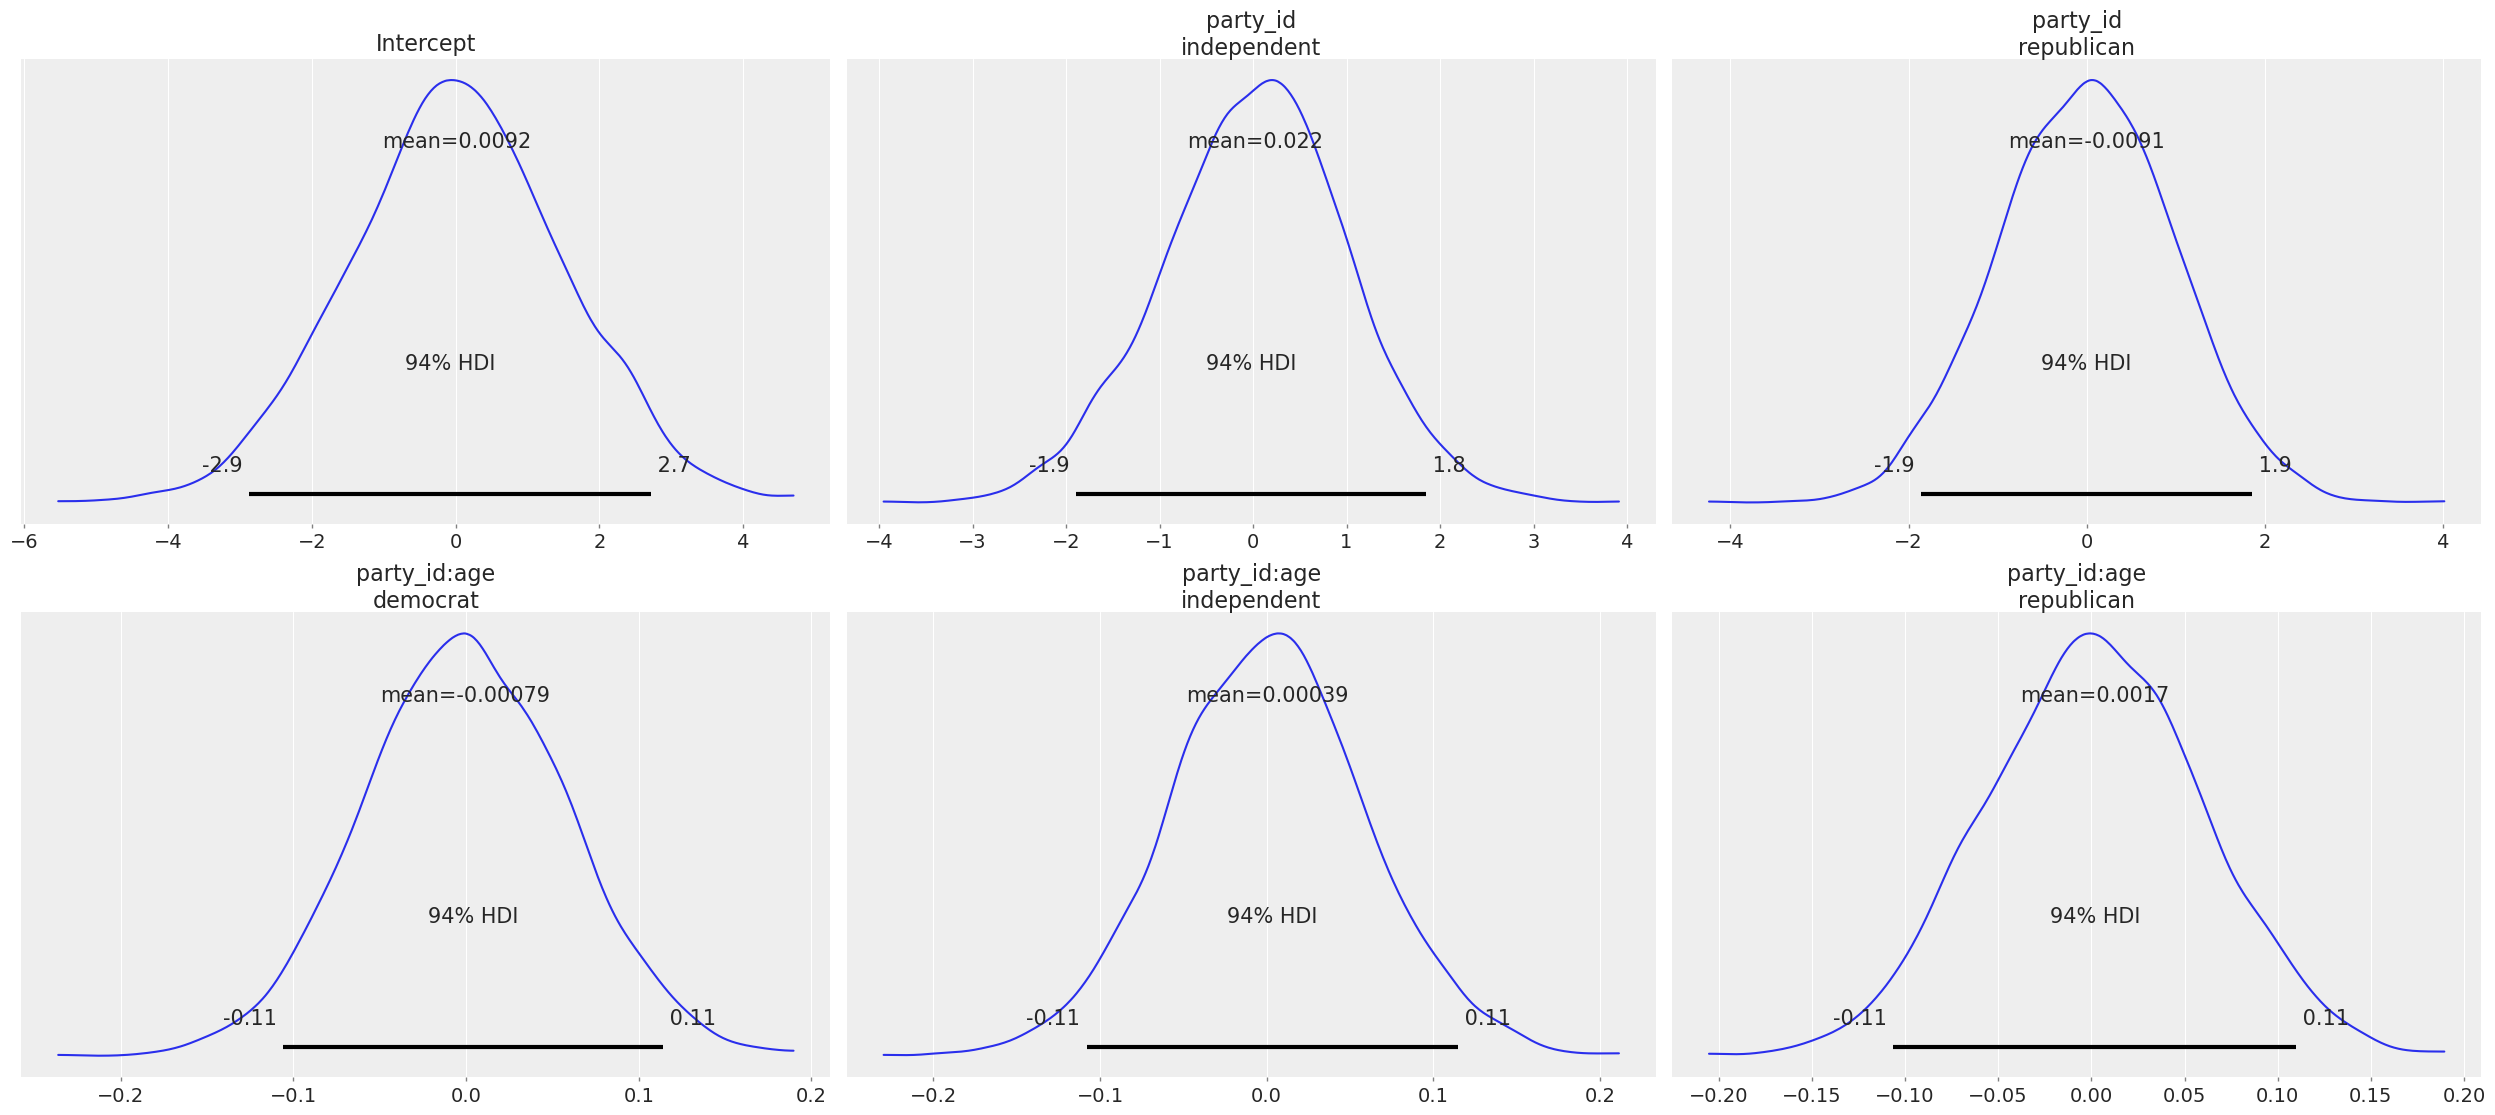 Intercept
mean=0.0092
94% HDI
-2.9 2.7
−6 −4 −2 0 2 4
party_id
independent
mean=0.022
94% HDI
-1.9 1.8
−4 −3 −2 −1 0 1 2 3 4
party_id
republican
mean=-0.0091
94% HDI
-1.9 1.9
−4 −2 0 2 4
party_id:age
democrat
mean=-0.00079
94% HDI
-0.11 0.11
−0.2 −0.1 0.0 0.1 0.2
party_id:age
independent
mean=0.00039
94% HDI
-0.11 0.11
−0.2 −0.1 0.0 0.1 0.2
party_id:age
republican
mean=0.0017
94% HDI
-0.11 0.11
−0.20 −0.15 −0.10 −0.05 0.00 0.05 0.10 0.15 0.20